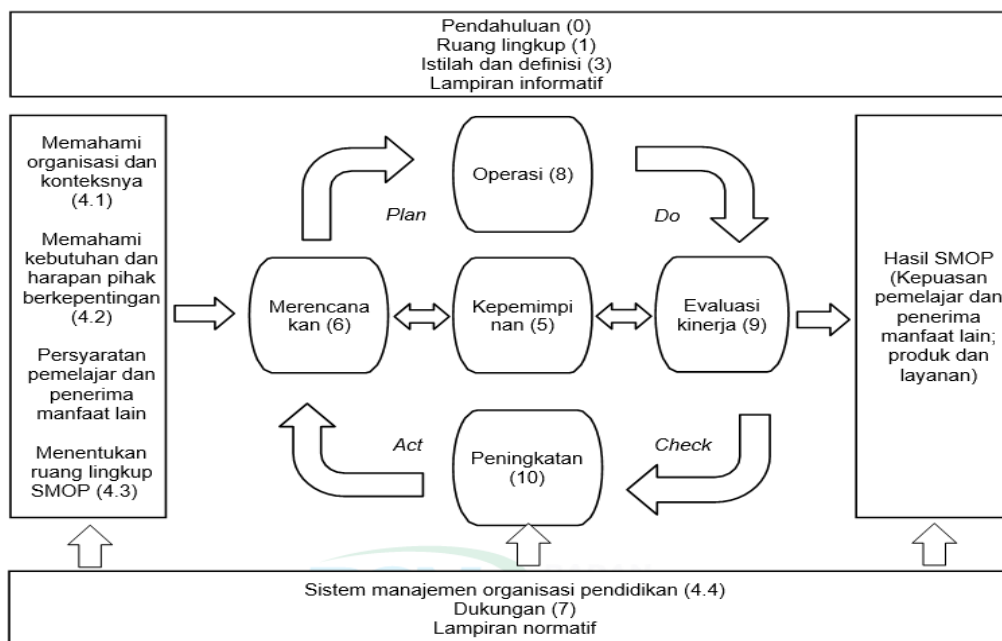 Pendahuluan (0)
Ruang lingkup (1)
Istilah dan definisi (3)
Lampiran informatif
Memahami
organisasi dan
konteksnya
(4.1)
Memahami
kebutuhan dan
harapan pihak
berkepentingan
(4.2)
Persyaratan
pemelajar dan
penerima
manfaat lain
Menentukan
ruang lingkup
SMOP (4.3)
Plan
Operasi (8)
Do
Merencana
kan (6)
Kepemimpi
nan (5)
Evaluasi
kinerja (9)
Act
Peningkatan
(10)
Check
Hasil SMOP
(Kepuasan
pemelajar dan
penerima
manfaat lain;
produk dan
layanan)
Sistem manajemen organisasi pendidikan (4.4)
Dukungan (7)
Lampiran normatif